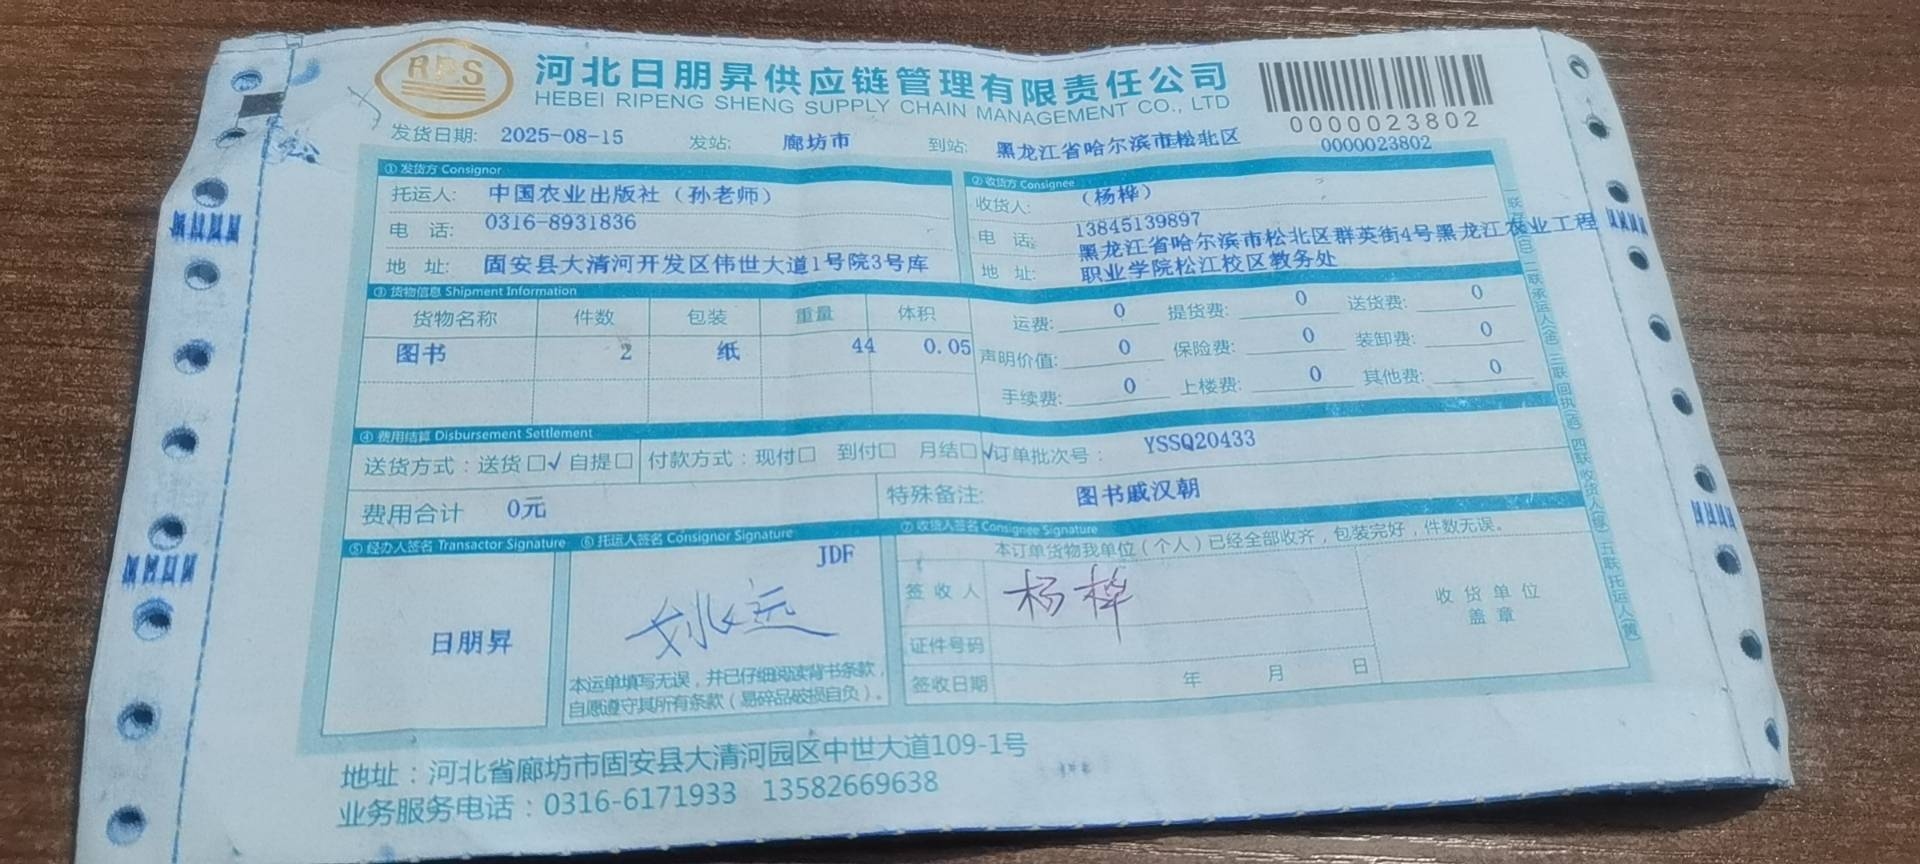 RPS
河北日朋昇供应链管理有限责任公司
HEBEI RIPENG SHENG SUPPLY CHAIN MANAGEMENT CO., LTD
0000023802
发货日期: 2025-08-15 发站: 廊坊市 到站: 黑龙江省哈尔滨市松北区 0000023802
① 发货方 Consignor
托运人: 中国农业出版社（孙老师）
电 话: 0316-8931836
地 址: 固安县大清河开发区伟世大道1号院3号库
② 收货方 Consignee
收货人: （杨桦）
电 话: 13845139897
地 址: 黑龙江省哈尔滨市松北区群英街4号黑龙江农业工程
职业学院松江校区教务处
③ 货物信息 Shipment Information
货物名称 件数 包装 重量 体积
图书 2 纸 44 0.05
运费: 0 提货费: 0 送货费: 0
声明价值: 0 保险费: 0 装卸费: 0
手续费: 0 上楼费: 0 其他费: 0
④ 费用结算 Disbursement Settlement
送货方式：送货□√ 自提□ 付款方式：现付□ 到付□ 月结□√ 订单批次号： YSSQ20433
费用合计 0元 特殊备注: 图书戚汉朝
⑤ 经办人签名 Transactor Signature
日朋昇
⑥ 托运人签名 Consignor Signature
JDF
本运单填写无误，并已仔细阅读背书条款，
自愿遵守其所有条款（易碎品破损自负）。
⑦ 收货人签名 Consignee Signature
本订单货物我单位（个人）已经全部收齐，包装完好，件数无误。
签 收 人 杨桦
证件号码
签收日期 年 月 日
收 货 单 位
盖 章
地址：河北省廊坊市固安县大清河园区中世大道109-1号
业务服务电话：0316-6171933 13582669638